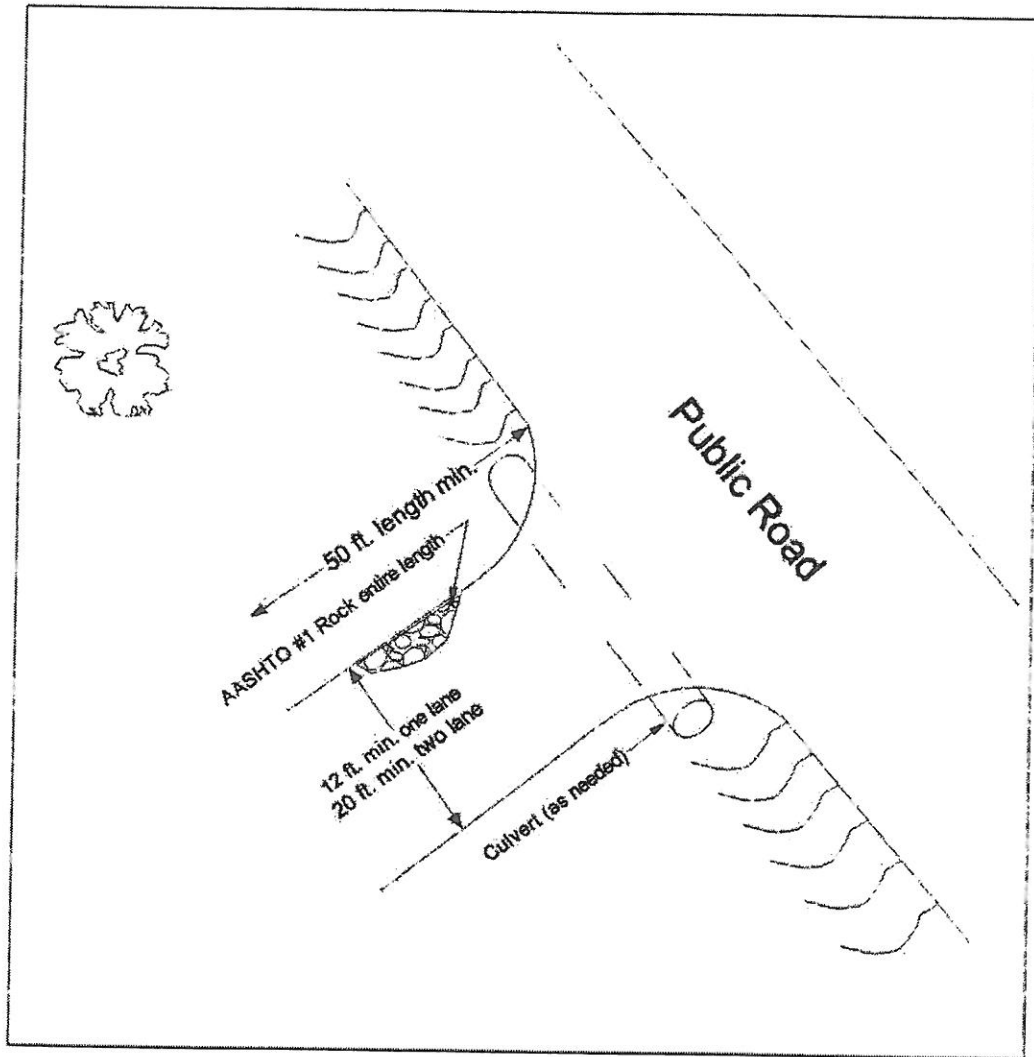 Public Road
50 ft. length min.
AASHTO #1 Rock entire length
12 ft. min. one lane
20 ft. min. two lane
Culvert (as needed)